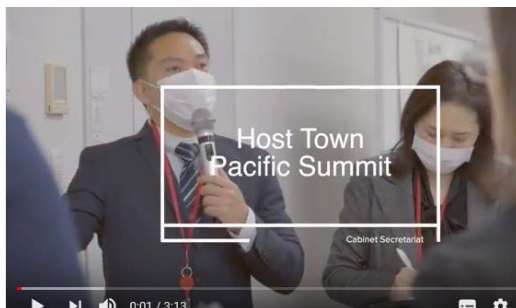 Host Town
Pacific Summit
Cabinet Secretariat
0:01 / 3:13